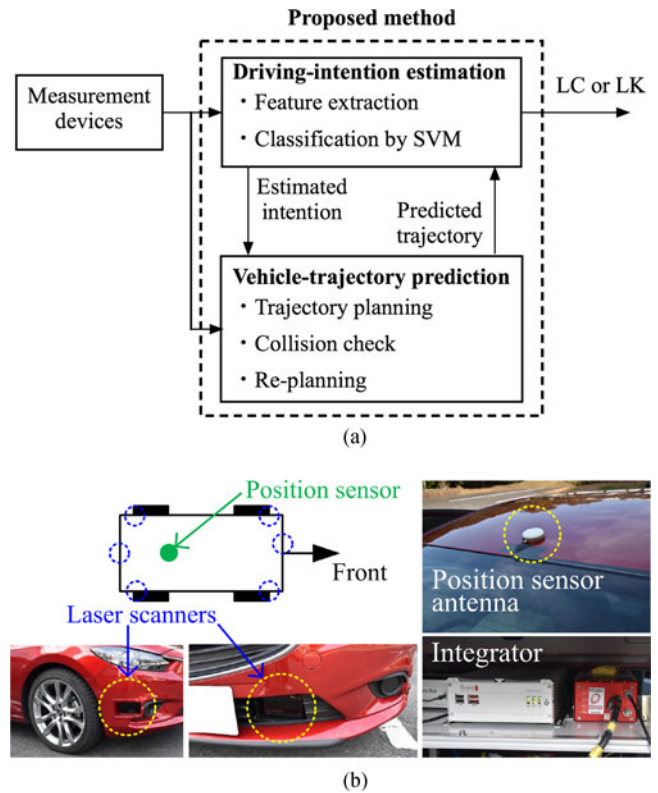 Proposed method
Measurement
devices
Driving-intention estimation
・Feature extraction
・Classification by SVM
LC or LK
Estimated
intention
Predicted
trajectory
Vehicle-trajectory prediction
・Trajectory planning
・Collision check
・Re-planning
(a)
Position sensor
Front
Laser scanners
Position sensor
antenna
Integrator
(b)